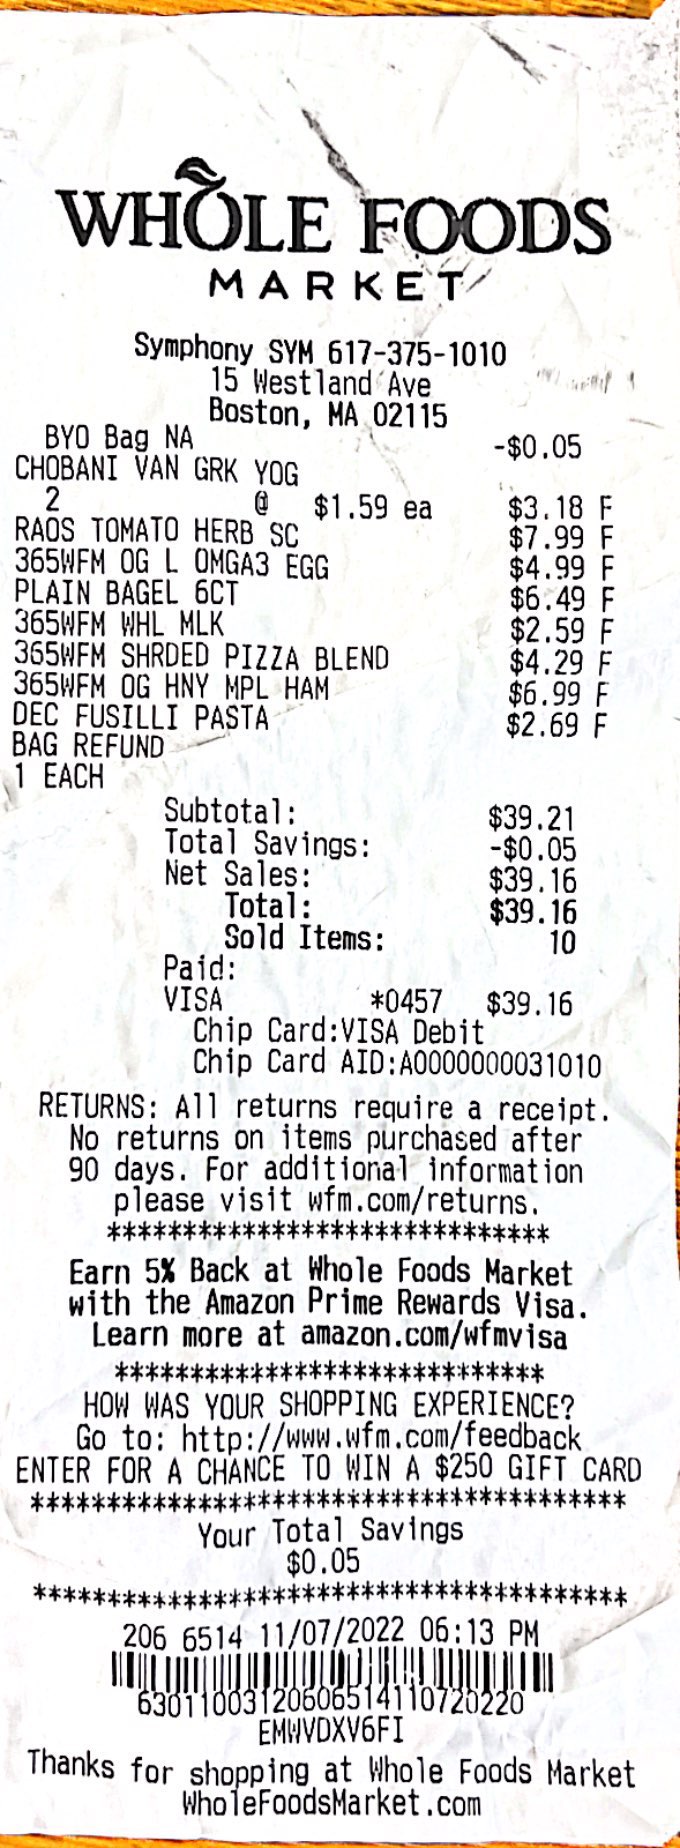 WHOLE FOODS
MARKET
Symphony SYM 617-375-1010
15 Westland Ave
Boston, MA 02115
BYO Bag NA -$0.05
CHOBANI VAN GRK YOG
2 @ $1.59 ea $3.18 F
RAOS TOMATO HERB SC $7.99 F
365WFM OG L OMGA3 EGG $4.99 F
PLAIN BAGEL 6CT $6.49 F
365WFM WHL MLK $2.59 F
365WFM SHRDED PIZZA BLEND $4.29 F
365WFM OG HNY MPL HAM $6.99 F
DEC FUSILLI PASTA $2.69 F
BAG REFUND
1 EACH
Subtotal: $39.21
Total Savings: -$0.05
Net Sales: $39.16
Total: $39.16
Sold Items: 10
Paid:
VISA *0457 $39.16
Chip Card:VISA Debit
Chip Card AID:A0000000031010
RETURNS: All returns require a receipt.
No returns on items purchased after
90 days. For additional information
please visit wfm.com/returns.
******************************
Earn 5% Back at Whole Foods Market
with the Amazon Prime Rewards Visa.
Learn more at amazon.com/wfmvisa
*****************************
HOW WAS YOUR SHOPPING EXPERIENCE?
Go to: http://www.wfm.com/feedback
ENTER FOR A CHANCE TO WIN A $250 GIFT CARD
****************************************
Your Total Savings
$0.05
****************************************
206 6514 11/07/2022 06:13 PM
63011003120606514110720220
EMWVDXV6FI
Thanks for shopping at Whole Foods Market
WholeFoodsMarket.com